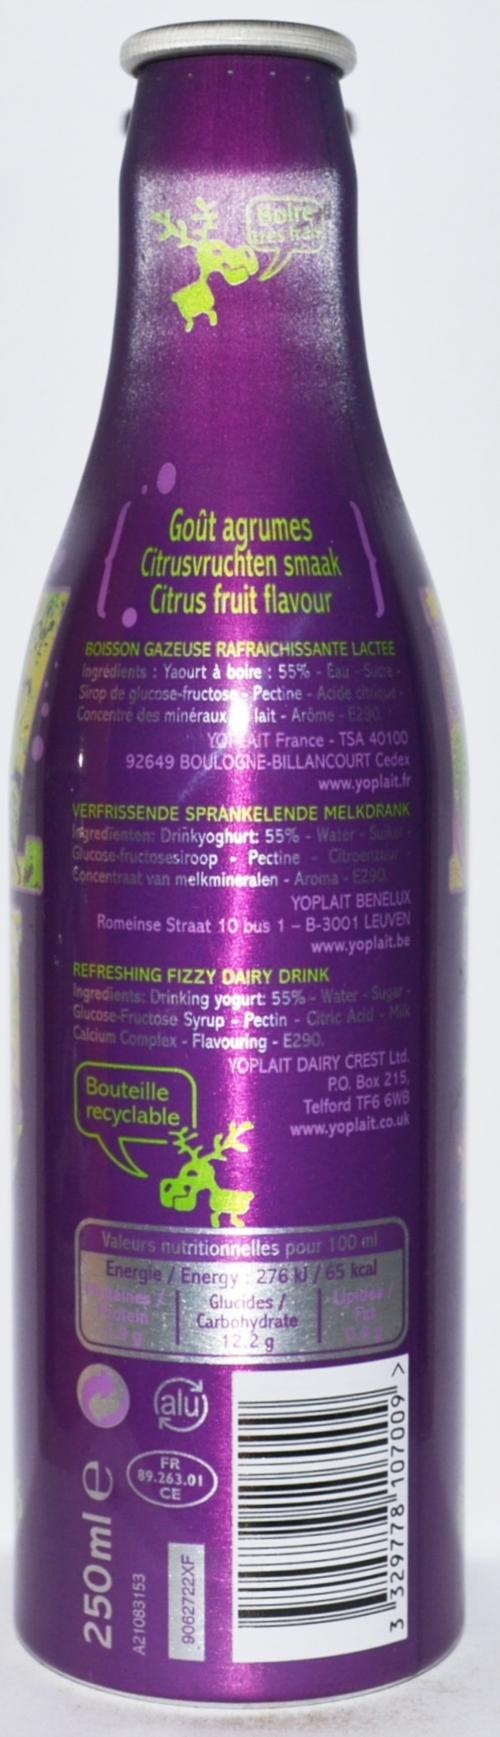 Boire
très frais
Goût agrumes
Citrusvruchten smaak
Citrus fruit flavour
BOISSON GAZEUSE RAFRAICHISSANTE LACTEE
Ingrédients : Yaourt à boire : 55% - Eau - Sucre -
Sirop de glucose-fructose - Pectine - Acide citrique -
Concentré des minéraux lait - Arôme - E290.
YOPLAIT France - TSA 40100
92649 BOULOGNE-BILLANCOURT Cedex
www.yoplait.fr
VERFRISSENDE SPRANKELENDE MELKDRANK
Ingredienten: Drinkyoghurt: 55% - Water - Suiker -
Glucose-fructosesiroop - Pectine - Citroenzuur -
Concentraat van melkmineralen - Aroma - E290.
YOPLAIT BENELUX
Romeinse Straat 10 bus 1 – B-3001 LEUVEN
www.yoplait.be
REFRESHING FIZZY DAIRY DRINK
Ingredients: Drinking yogurt: 55% - Water - Sugar -
Glucose-Fructose Syrup - Pectin - Citric Acid - Milk
Calcium Complex - Flavouring - E290.
YOPLAIT DAIRY CREST Ltd.
P.O. Box 215,
Telford TF6 6WB
www.yoplait.co.uk
Bouteille
recyclable
Valeurs nutritionnelles pour 100 ml
Energie / Energy : 276 kJ / 65 kcal
Protéines /
Protein
Glucides /
Carbohydrate
12.2 g
Lipides /
Fat
alu
FR
89.263.01
CE
250 ml e
A21083153
9062722XF
3 329778 107009 >